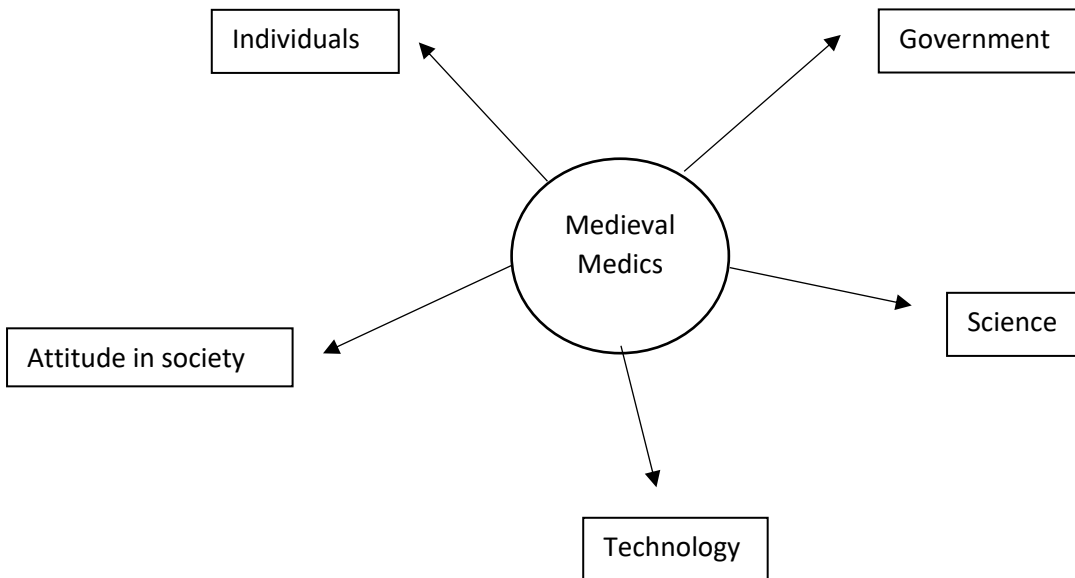 Individuals
Government
Medieval
Medics
Science
Attitude in society
Technology